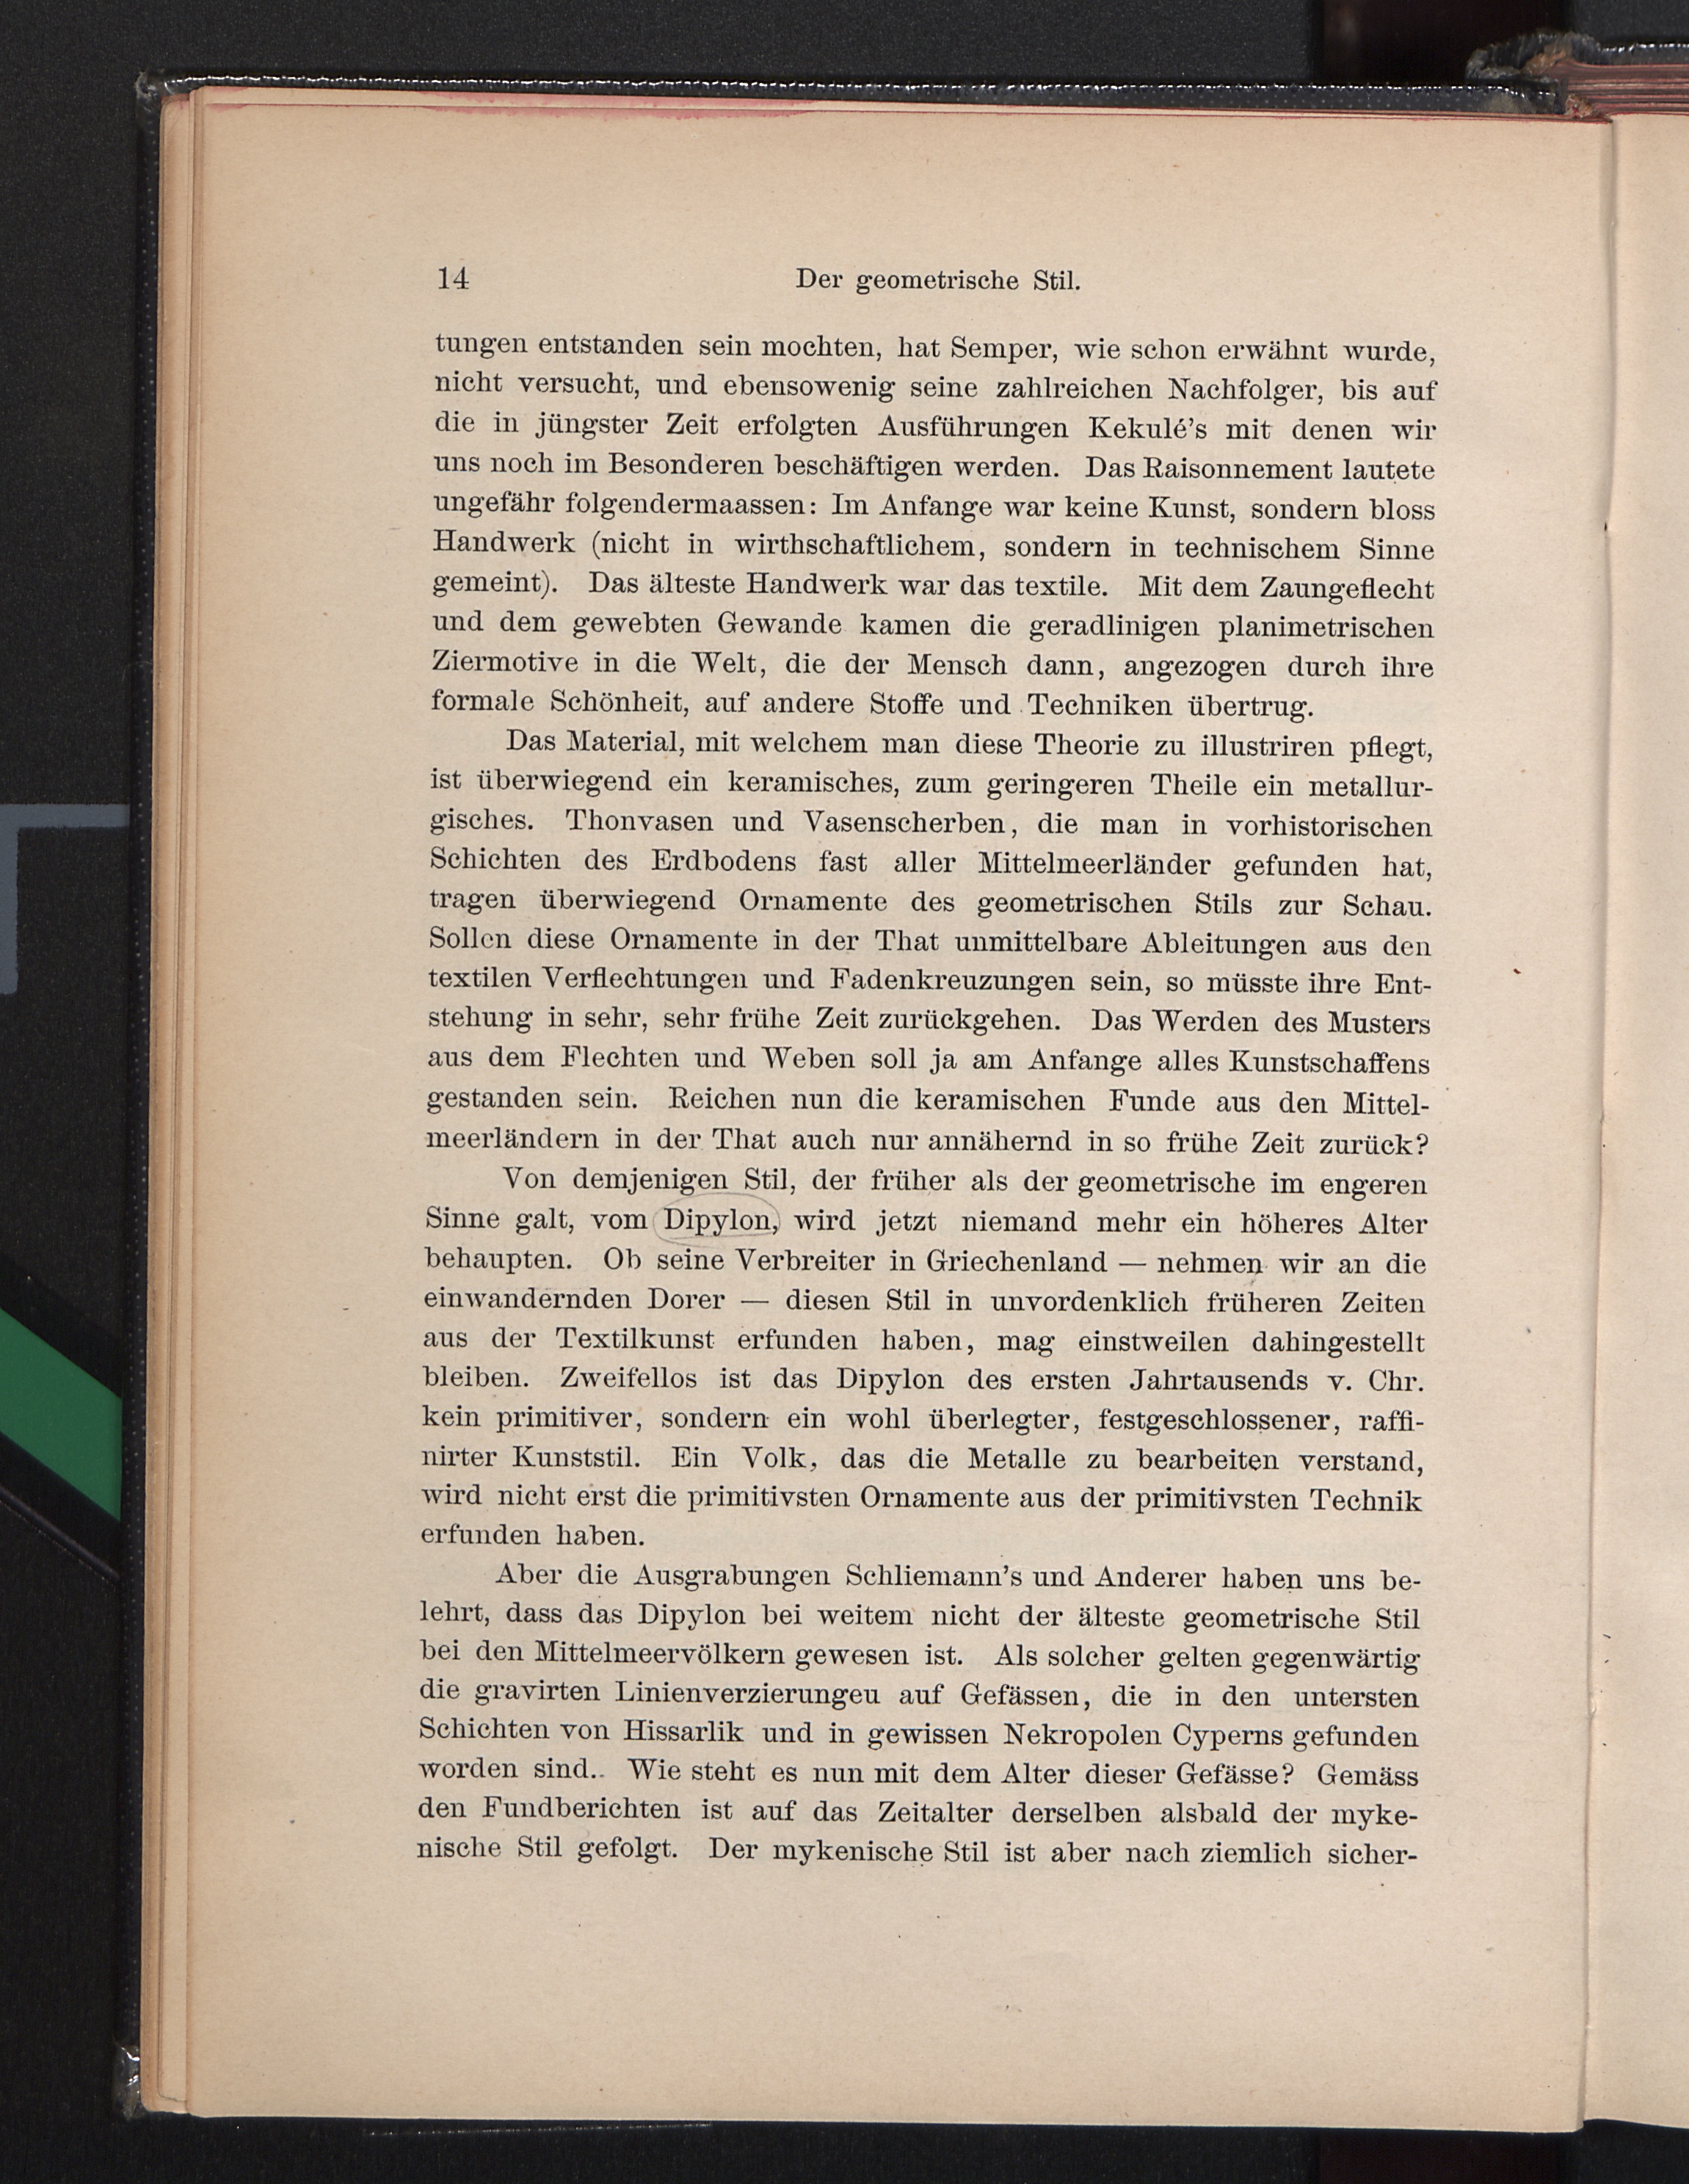 14 Der geometrische Stil.
tungen entstanden sein mochten, hat Semper, wie schon erwähnt wurde,
nicht versucht, und ebensowenig seine zahlreichen Nachfolger, bis auf
die in jüngster Zeit erfolgten Ausführungen Kekulé's mit denen wir
uns noch im Besonderen beschäftigen werden. Das Raisonnement lautete
ungefähr folgendermaassen: Im Anfange war keine Kunst, sondern bloss
Handwerk (nicht in wirthschaftlichem, sondern in technischem Sinne
gemeint). Das älteste Handwerk war das textile. Mit dem Zaungeflecht
und dem gewebten Gewande kamen die geradlinigen planimetrischen
Ziermotive in die Welt, die der Mensch dann, angezogen durch ihre
formale Schönheit, auf andere Stoffe und Techniken übertrug.
Das Material, mit welchem man diese Theorie zu illustriren pflegt,
ist überwiegend ein keramisches, zum geringeren Theile ein metallur-
gisches. Thonvasen und Vasenscherben, die man in vorhistorischen
Schichten des Erdbodens fast aller Mittelmeerländer gefunden hat,
tragen überwiegend Ornamente des geometrischen Stils zur Schau.
Sollen diese Ornamente in der That unmittelbare Ableitungen aus den
textilen Verflechtungen und Fadenkreuzungen sein, so müsste ihre Ent-
stehung in sehr, sehr frühe Zeit zurückgehen. Das Werden des Musters
aus dem Flechten und Weben soll ja am Anfange alles Kunstschaffens
gestanden sein. Reichen nun die keramischen Funde aus den Mittel-
meerländern in der That auch nur annähernd in so frühe Zeit zurück?
Von demjenigen Stil, der früher als der geometrische im engeren
Sinne galt, vom Dipylon, wird jetzt niemand mehr ein höheres Alter
behaupten. Ob seine Verbreiter in Griechenland — nehmen wir an die
einwandernden Dorer — diesen Stil in unvordenklich früheren Zeiten
aus der Textilkunst erfunden haben, mag einstweilen dahingestellt
bleiben. Zweifellos ist das Dipylon des ersten Jahrtausends v. Chr.
kein primitiver, sondern ein wohl überlegter, festgeschlossener, raffi-
nirter Kunststil. Ein Volk, das die Metalle zu bearbeiten verstand,
wird nicht erst die primitivsten Ornamente aus der primitivsten Technik
erfunden haben.
Aber die Ausgrabungen Schliemann's und Anderer haben uns be-
lehrt, dass das Dipylon bei weitem nicht der älteste geometrische Stil
bei den Mittelmeervölkern gewesen ist. Als solcher gelten gegenwärtig
die gravirten Linienverzierungeu auf Gefässen, die in den untersten
Schichten von Hissarlik und in gewissen Nekropolen Cyperns gefunden
worden sind. Wie steht es nun mit dem Alter dieser Gefässe? Gemäss
den Fundberichten ist auf das Zeitalter derselben alsbald der myke-
nische Stil gefolgt. Der mykenische Stil ist aber nach ziemlich sicher-